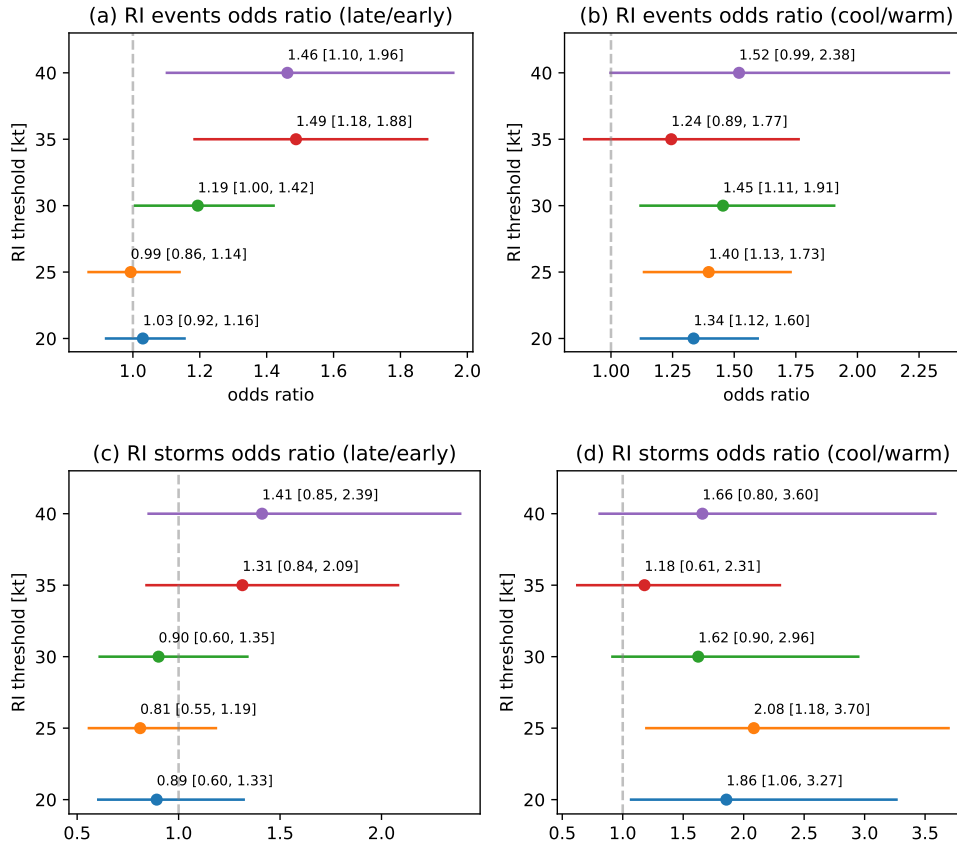 (a) RI events odds ratio (late/early)
RI threshold [kt]
40
35
30
25
20
1.46 [1.10, 1.96]
1.49 [1.18, 1.88]
1.19 [1.00, 1.42]
0.99 [0.86, 1.14]
1.03 [0.92, 1.16]
1.0 1.2 1.4 1.6 1.8 2.0
odds ratio
(b) RI events odds ratio (cool/warm)
RI threshold [kt]
40
35
30
25
20
1.52 [0.99, 2.38]
1.24 [0.89, 1.77]
1.45 [1.11, 1.91]
1.40 [1.13, 1.73]
1.34 [1.12, 1.60]
1.00 1.25 1.50 1.75 2.00 2.25
odds ratio
(c) RI storms odds ratio (late/early)
RI threshold [kt]
40
35
30
25
20
1.41 [0.85, 2.39]
1.31 [0.84, 2.09]
0.90 [0.60, 1.35]
0.81 [0.55, 1.19]
0.89 [0.60, 1.33]
0.5 1.0 1.5 2.0
(d) RI storms odds ratio (cool/warm)
RI threshold [kt]
40
35
30
25
20
1.66 [0.80, 3.60]
1.18 [0.61, 2.31]
1.62 [0.90, 2.96]
2.08 [1.18, 3.70]
1.86 [1.06, 3.27]
0.5 1.0 1.5 2.0 2.5 3.0 3.5